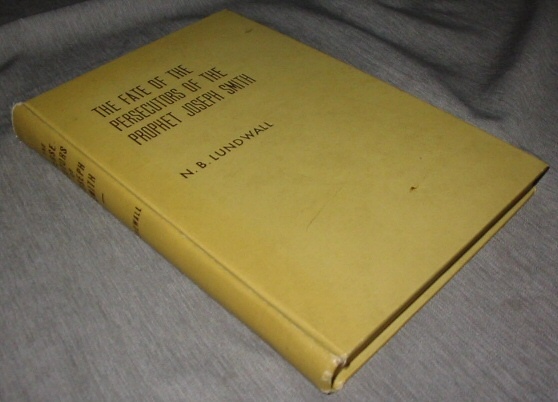 THE FATE OF THE
PERSECUTORS OF THE
PROPHET JOSEPH SMITH
N. B. LUNDWALL